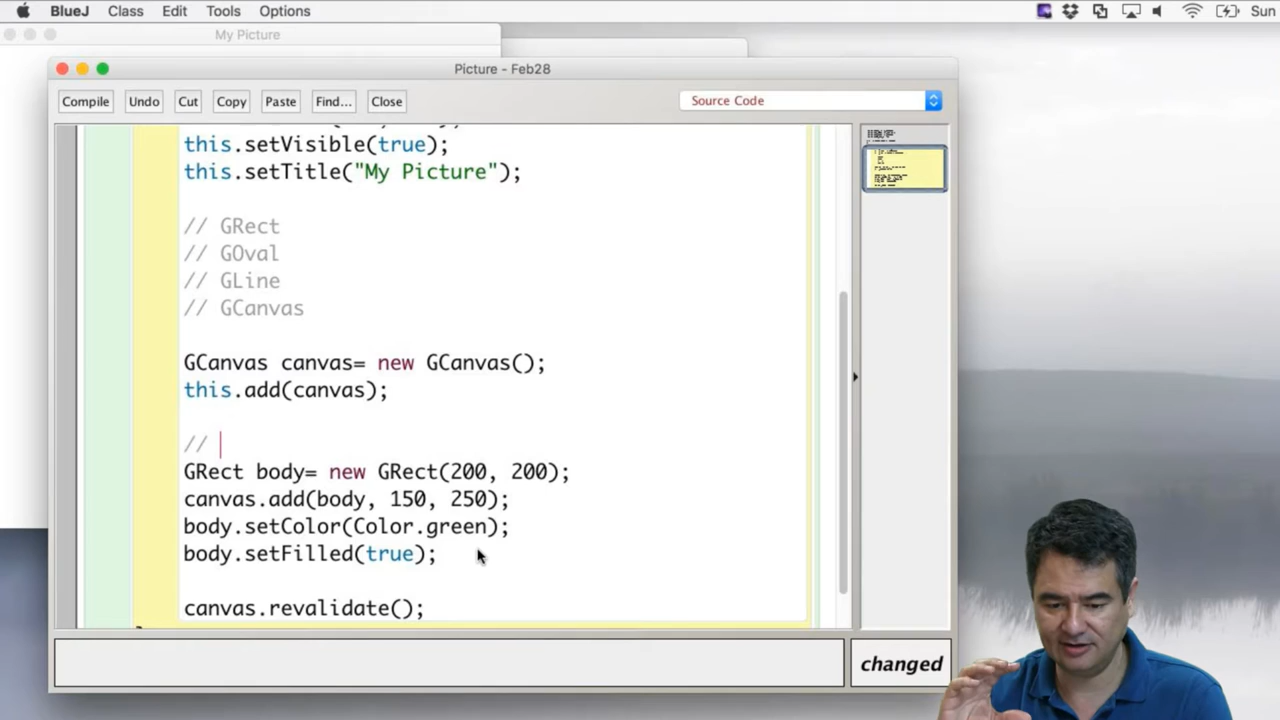 BlueJ Class Edit Tools Options Sun
My Picture
Picture - Feb28
Compile Undo Cut Copy Paste Find... Close Source Code
this.setVisible(true);
this.setTitle("My Picture");
// GRect
// GOval
// GLine
// GCanvas
GCanvas canvas= new GCanvas();
this.add(canvas);
//
GRect body= new GRect(200, 200);
canvas.add(body, 150, 250);
body.setColor(Color.green);
body.setFilled(true);
canvas.revalidate();
changed